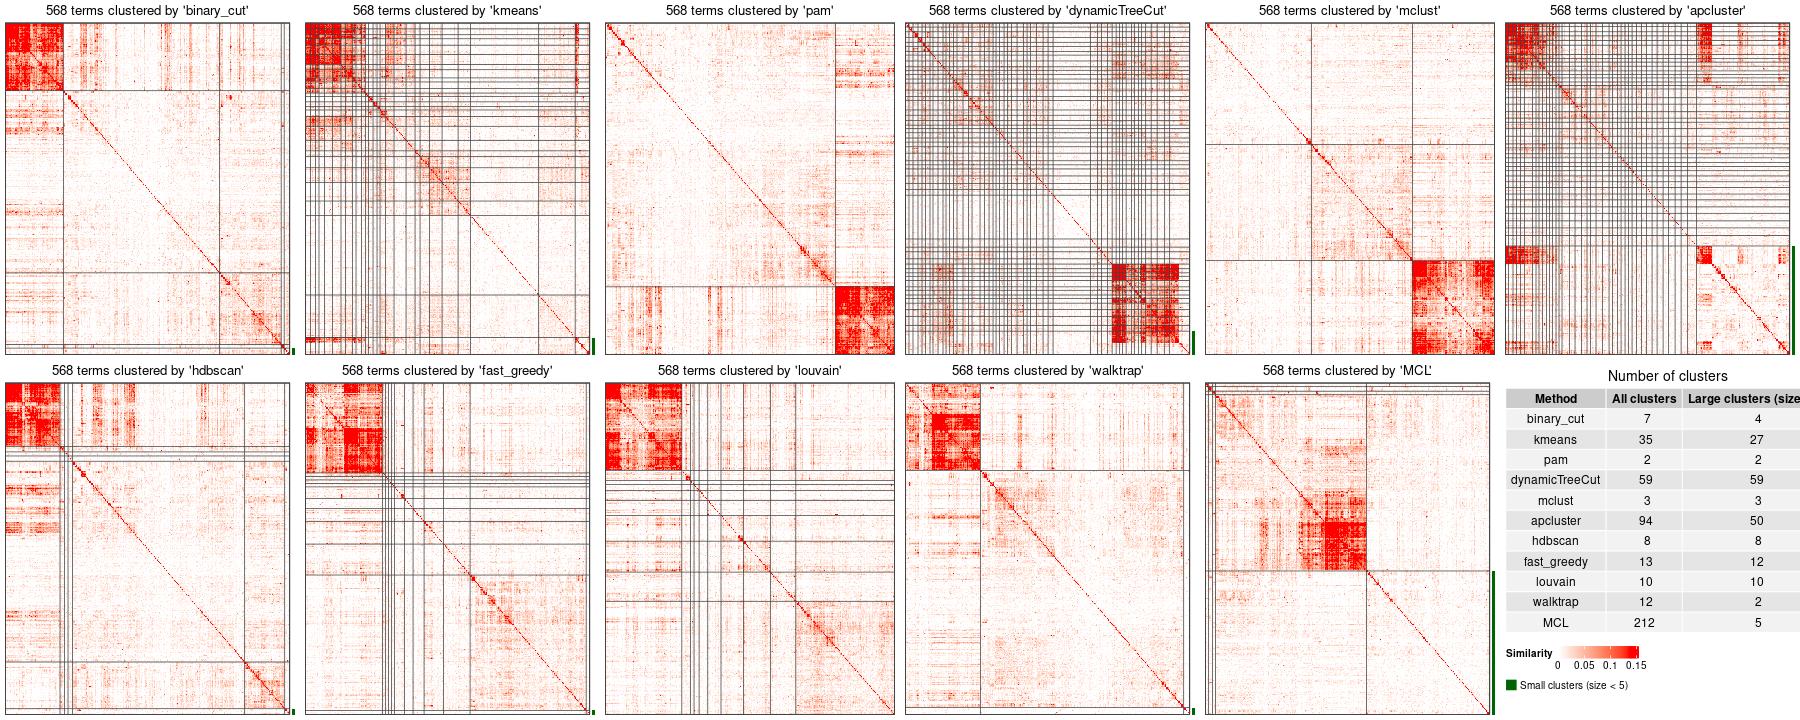 568 terms clustered by 'binary_cut'
568 terms clustered by 'kmeans'
568 terms clustered by 'pam'
568 terms clustered by 'dynamicTreeCut'
568 terms clustered by 'mclust'
568 terms clustered by 'apcluster'
568 terms clustered by 'hdbscan'
568 terms clustered by 'fast_greedy'
568 terms clustered by 'louvain'
568 terms clustered by 'walktrap'
568 terms clustered by 'MCL'
Number of clusters
Method All clusters Large clusters (size
binary_cut 7 4
kmeans 35 27
pam 2 2
dynamicTreeCut 59 59
mclust 3 3
apcluster 94 50
hdbscan 8 8
fast_greedy 13 12
louvain 10 10
walktrap 12 2
MCL 212 5
Similarity
0 0.05 0.1 0.15
Small clusters (size < 5)